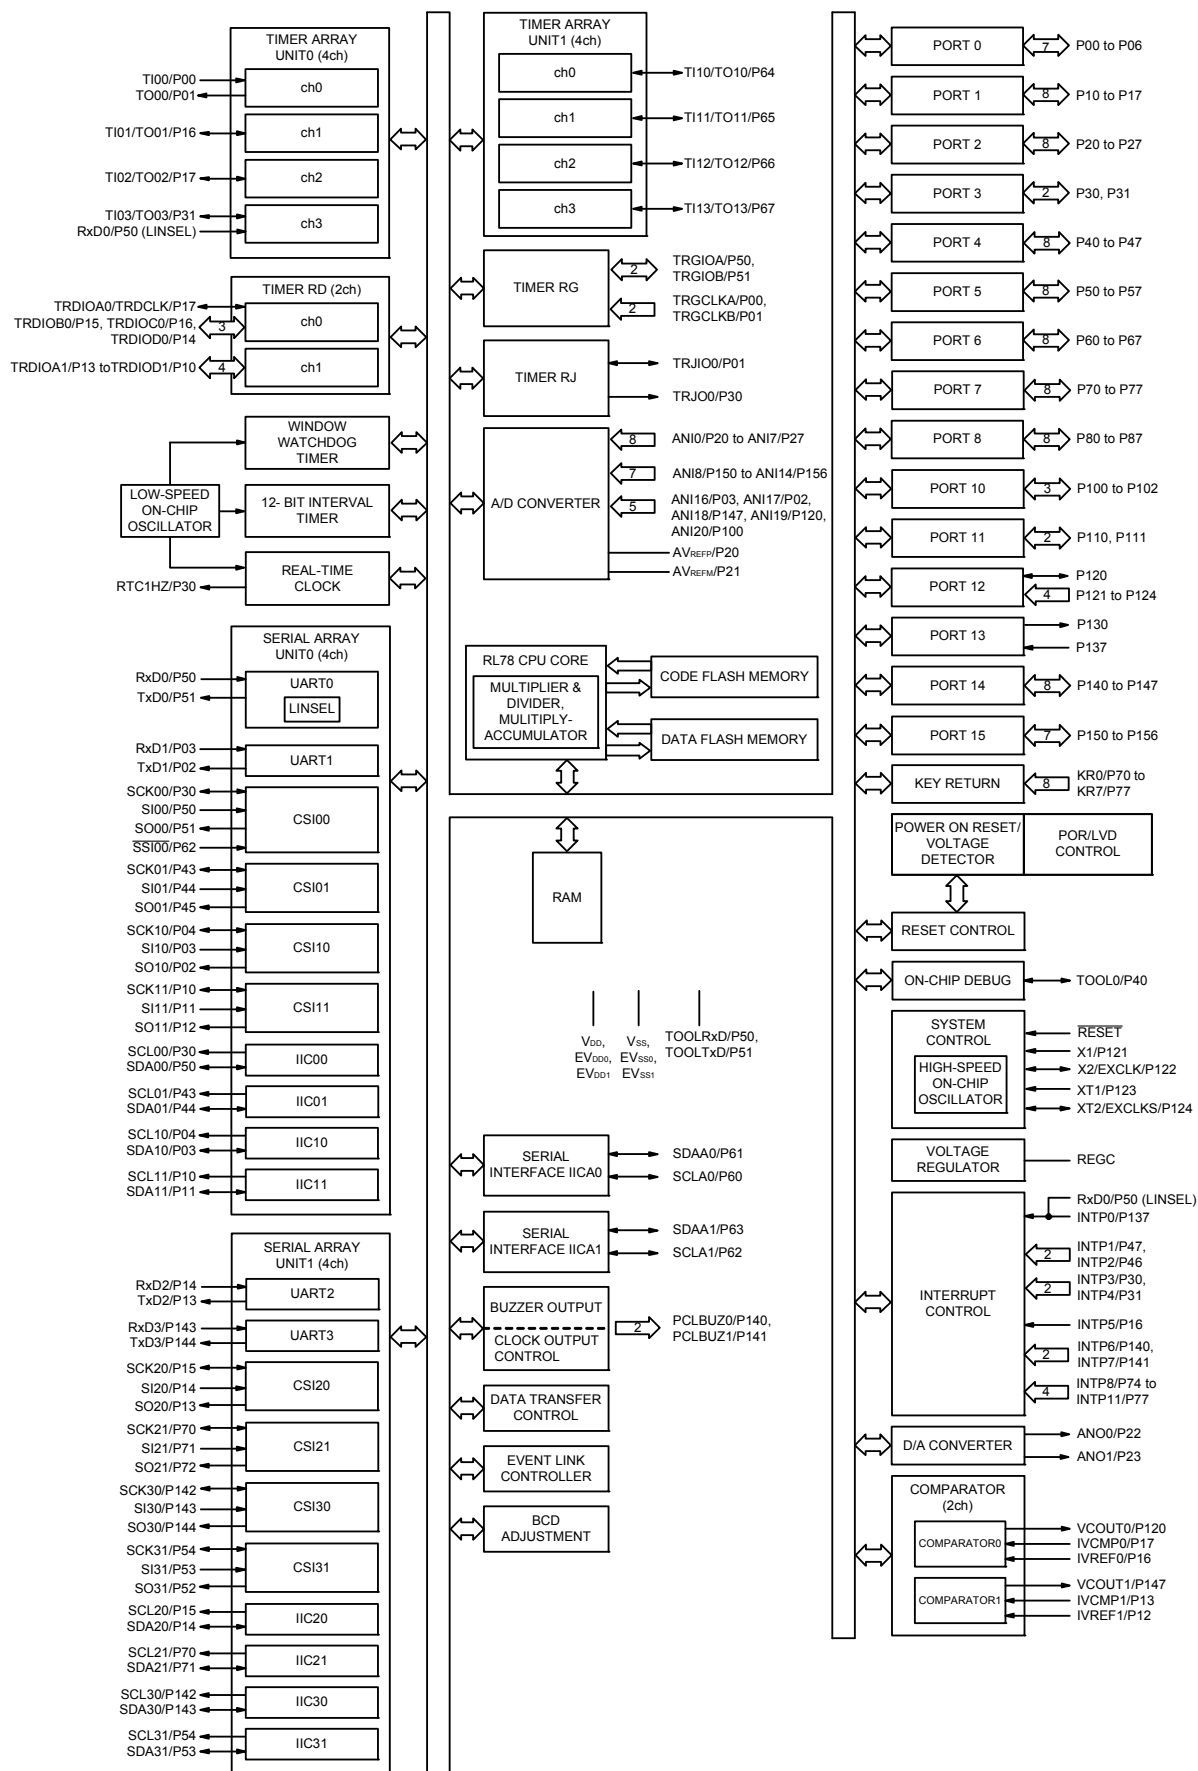 TIMER ARRAY
UNIT0 (4ch)
TI00/P00
TO00/P01
ch0
TI01/TO01/P16
ch1
TI02/TO02/P17
ch2
TI03/TO03/P31
RxD0/P50 (LINSEL)
ch3
TIMER RD (2ch)
TRDIOA0/TRDCLK/P17
TRDIOB0/P15, TRDIOC0/P16,
TRDIOD0/P14
3
ch0
TRDIOA1/P13 toTRDIOD1/P10
4
ch1
WINDOW
WATCHDOG
TIMER
LOW-SPEED
ON-CHIP
OSCILLATOR
12- BIT INTERVAL
TIMER
RTC1HZ/P30
REAL-TIME
CLOCK
SERIAL ARRAY
UNIT0 (4ch)
RxD0/P50
TxD0/P51
UART0
LINSEL
RxD1/P03
TxD1/P02
UART1
SCK00/P30
SI00/P50
SO00/P51
SSI00/P62
CSI00
SCK01/P43
SI01/P44
SO01/P45
CSI01
SCK10/P04
SI10/P03
SO10/P02
CSI10
SCK11/P10
SI11/P11
SO11/P12
CSI11
SCL00/P30
SDA00/P50
IIC00
SCL01/P43
SDA01/P44
IIC01
SCL10/P04
SDA10/P03
IIC10
SCL11/P10
SDA11/P11
IIC11
SERIAL ARRAY
UNIT1 (4ch)
RxD2/P14
TxD2/P13
UART2
RxD3/P143
TxD3/P144
UART3
SCK20/P15
SI20/P14
SO20/P13
CSI20
SCK21/P70
SI21/P71
SO21/P72
CSI21
SCK30/P142
SI30/P143
SO30/P144
CSI30
SCK31/P54
SI31/P53
SO31/P52
CSI31
SCL20/P15
SDA20/P14
IIC20
SCL21/P70
SDA21/P71
IIC21
SCL30/P142
SDA30/P143
IIC30
SCL31/P54
SDA31/P53
IIC31
TIMER ARRAY
UNIT1 (4ch)
ch0
TI10/TO10/P64
ch1
TI11/TO11/P65
ch2
TI12/TO12/P66
ch3
TI13/TO13/P67
TIMER RG
2
TRGIOA/P50,
TRGIOB/P51
2
TRGCLKA/P00,
TRGCLKB/P01
TIMER RJ
TRJIO0/P01
TRJO0/P30
A/D CONVERTER
8
ANI0/P20 to ANI7/P27
7
ANI8/P150 to ANI14/P156
5
ANI16/P03, ANI17/P02,
ANI18/P147, ANI19/P120,
ANI20/P100
AVREFP/P20
AVREFM/P21
RL78 CPU CORE
MULTIPLIER &
DIVIDER,
MULITIPLY-
ACCUMULATOR
CODE FLASH MEMORY
DATA FLASH MEMORY
RAM
VDD,
EVDD0,
EVDD1
VSS,
EVSS0,
EVSS1
TOOLRxD/P50,
TOOLTxD/P51
SERIAL
INTERFACE IICA0
SDAA0/P61
SCLA0/P60
SERIAL
INTERFACE IICA1
SDAA1/P63
SCLA1/P62
BUZZER OUTPUT
CLOCK OUTPUT
CONTROL
2
PCLBUZ0/P140,
PCLBUZ1/P141
DATA TRANSFER
CONTROL
EVENT LINK
CONTROLLER
BCD
ADJUSTMENT
PORT 0
7
P00 to P06
PORT 1
8
P10 to P17
PORT 2
8
P20 to P27
PORT 3
2
P30, P31
PORT 4
8
P40 to P47
PORT 5
8
P50 to P57
PORT 6
8
P60 to P67
PORT 7
8
P70 to P77
PORT 8
8
P80 to P87
PORT 10
3
P100 to P102
PORT 11
2
P110, P111
PORT 12
P120
4
P121 to P124
PORT 13
P130
P137
PORT 14
8
P140 to P147
PORT 15
7
P150 to P156
KEY RETURN
8
KR0/P70 to
KR7/P77
POWER ON RESET/
VOLTAGE
DETECTOR
POR/LVD
CONTROL
RESET CONTROL
ON-CHIP DEBUG
TOOL0/P40
SYSTEM
CONTROL
HIGH-SPEED
ON-CHIP
OSCILLATOR
RESET
X1/P121
X2/EXCLK/P122
XT1/P123
XT2/EXCLKS/P124
VOLTAGE
REGULATOR
REGC
INTERRUPT
CONTROL
RxD0/P50 (LINSEL)
INTP0/P137
2
INTP1/P47,
INTP2/P46
2
INTP3/P30,
INTP4/P31
INTP5/P16
2
INTP6/P140,
INTP7/P141
4
INTP8/P74 to
INTP11/P77
D/A CONVERTER
ANO0/P22
ANO1/P23
COMPARATOR
(2ch)
COMPARATOR0
VCOUT0/P120
IVCMP0/P17
IVREF0/P16
COMPARATOR1
VCOUT1/P147
IVCMP1/P13
IVREF1/P12